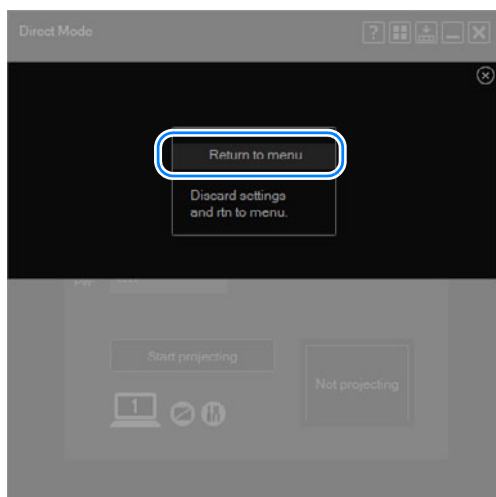 Direct Mode
?
Return to menu
Discard settings
and rtn to menu.
Start projecting
Not projecting
1